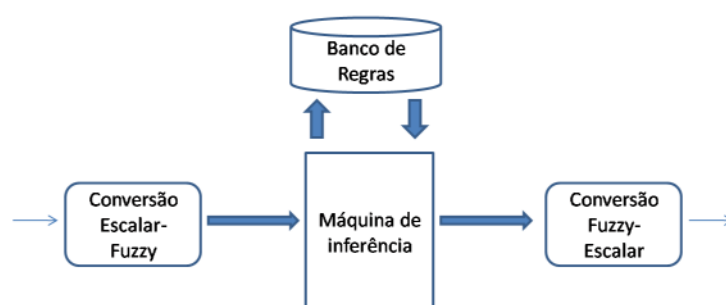 Banco de
Regras
Conversão
Escalar-
Fuzzy
Máquina de
inferência
Conversão
Fuzzy-
Escalar